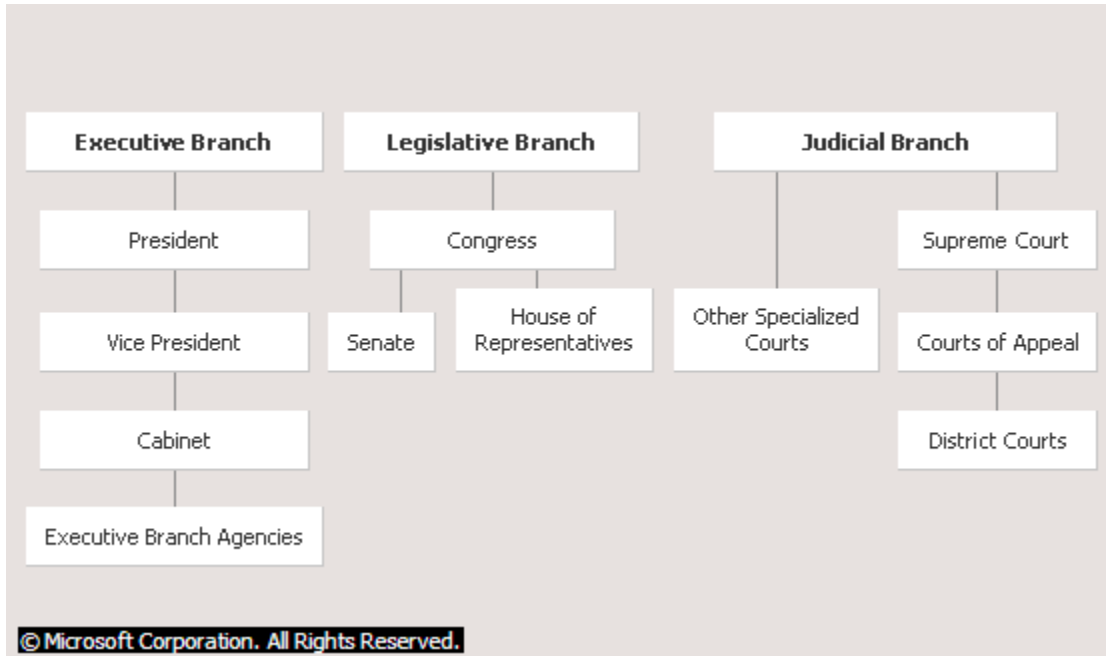 Executive Branch
President
Vice President
Cabinet
Executive Branch Agencies
Legislative Branch
Congress
Senate
House of
Representatives
Judicial Branch
Other Specialized
Courts
Supreme Court
Courts of Appeal
District Courts
© Microsoft Corporation. All Rights Reserved.